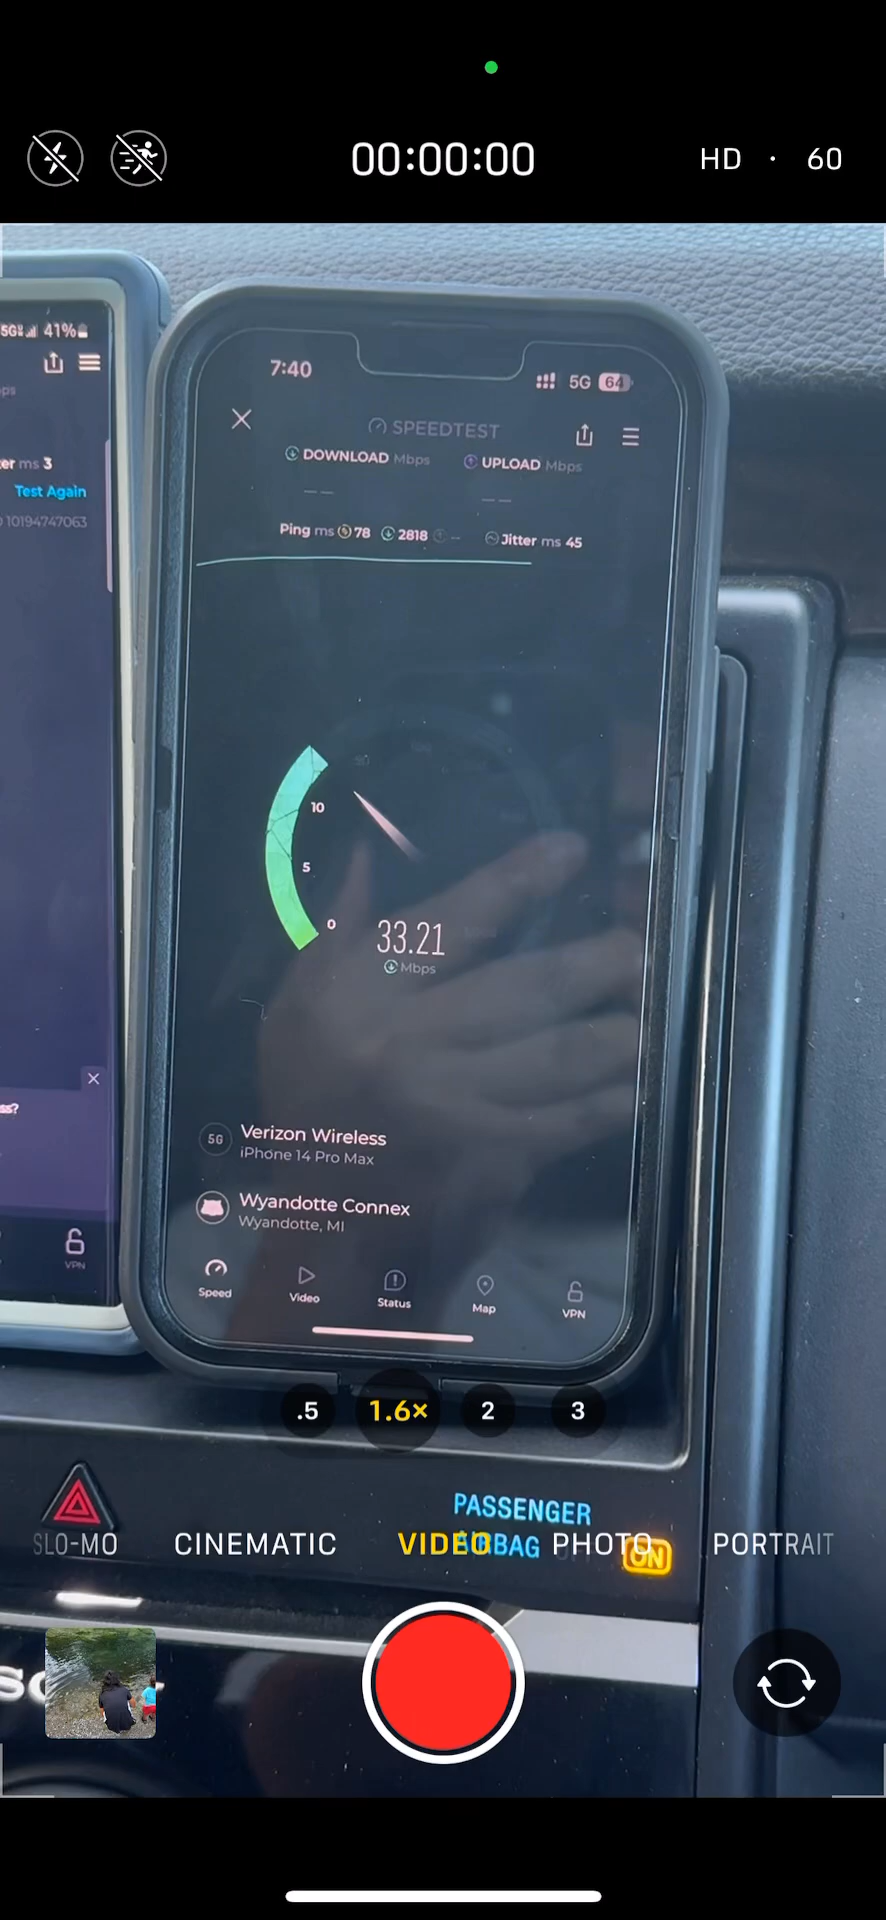 00:00:00
HD · 60
5G 41%
7:40
5G 64
SPEEDTEST
DOWNLOAD Mbps
UPLOAD Mbps
Ping ms 78 2818 Jitter ms 45
ms 3
Test Again
10194747063
10
5
0
33.21
Mbps
5G
Verizon Wireless
iPhone 14 Pro Max
Wyandotte Connex
Wyandotte, MI
Speed
Video
Status
Map
VPN
VPN
.5
1.6×
2
3
PASSENGER
AIRBAG
ON
SLO-MO
CINEMATIC
VIDEO
PHOTO
PORTRAIT